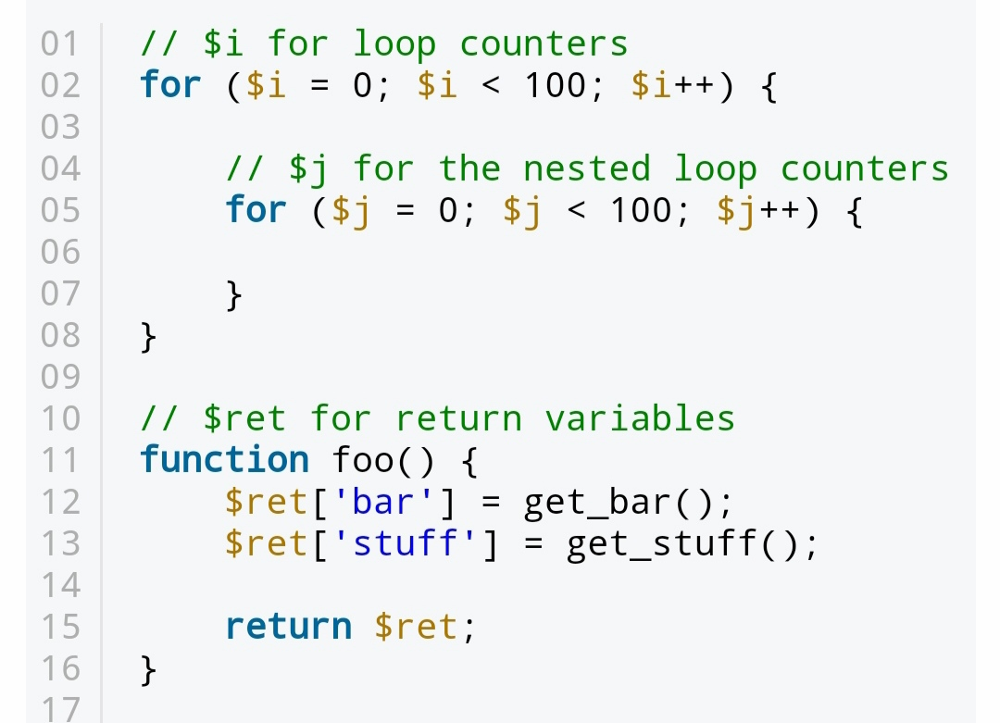 01 // $i for loop counters
02 for ($i = 0; $i < 100; $i++) {
03
04     // $j for the nested loop counters
05     for ($j = 0; $j < 100; $j++) {
06
07     }
08 }
09
10 // $ret for return variables
11 function foo() {
12     $ret['bar'] = get_bar();
13     $ret['stuff'] = get_stuff();
14
15     return $ret;
16 }
17